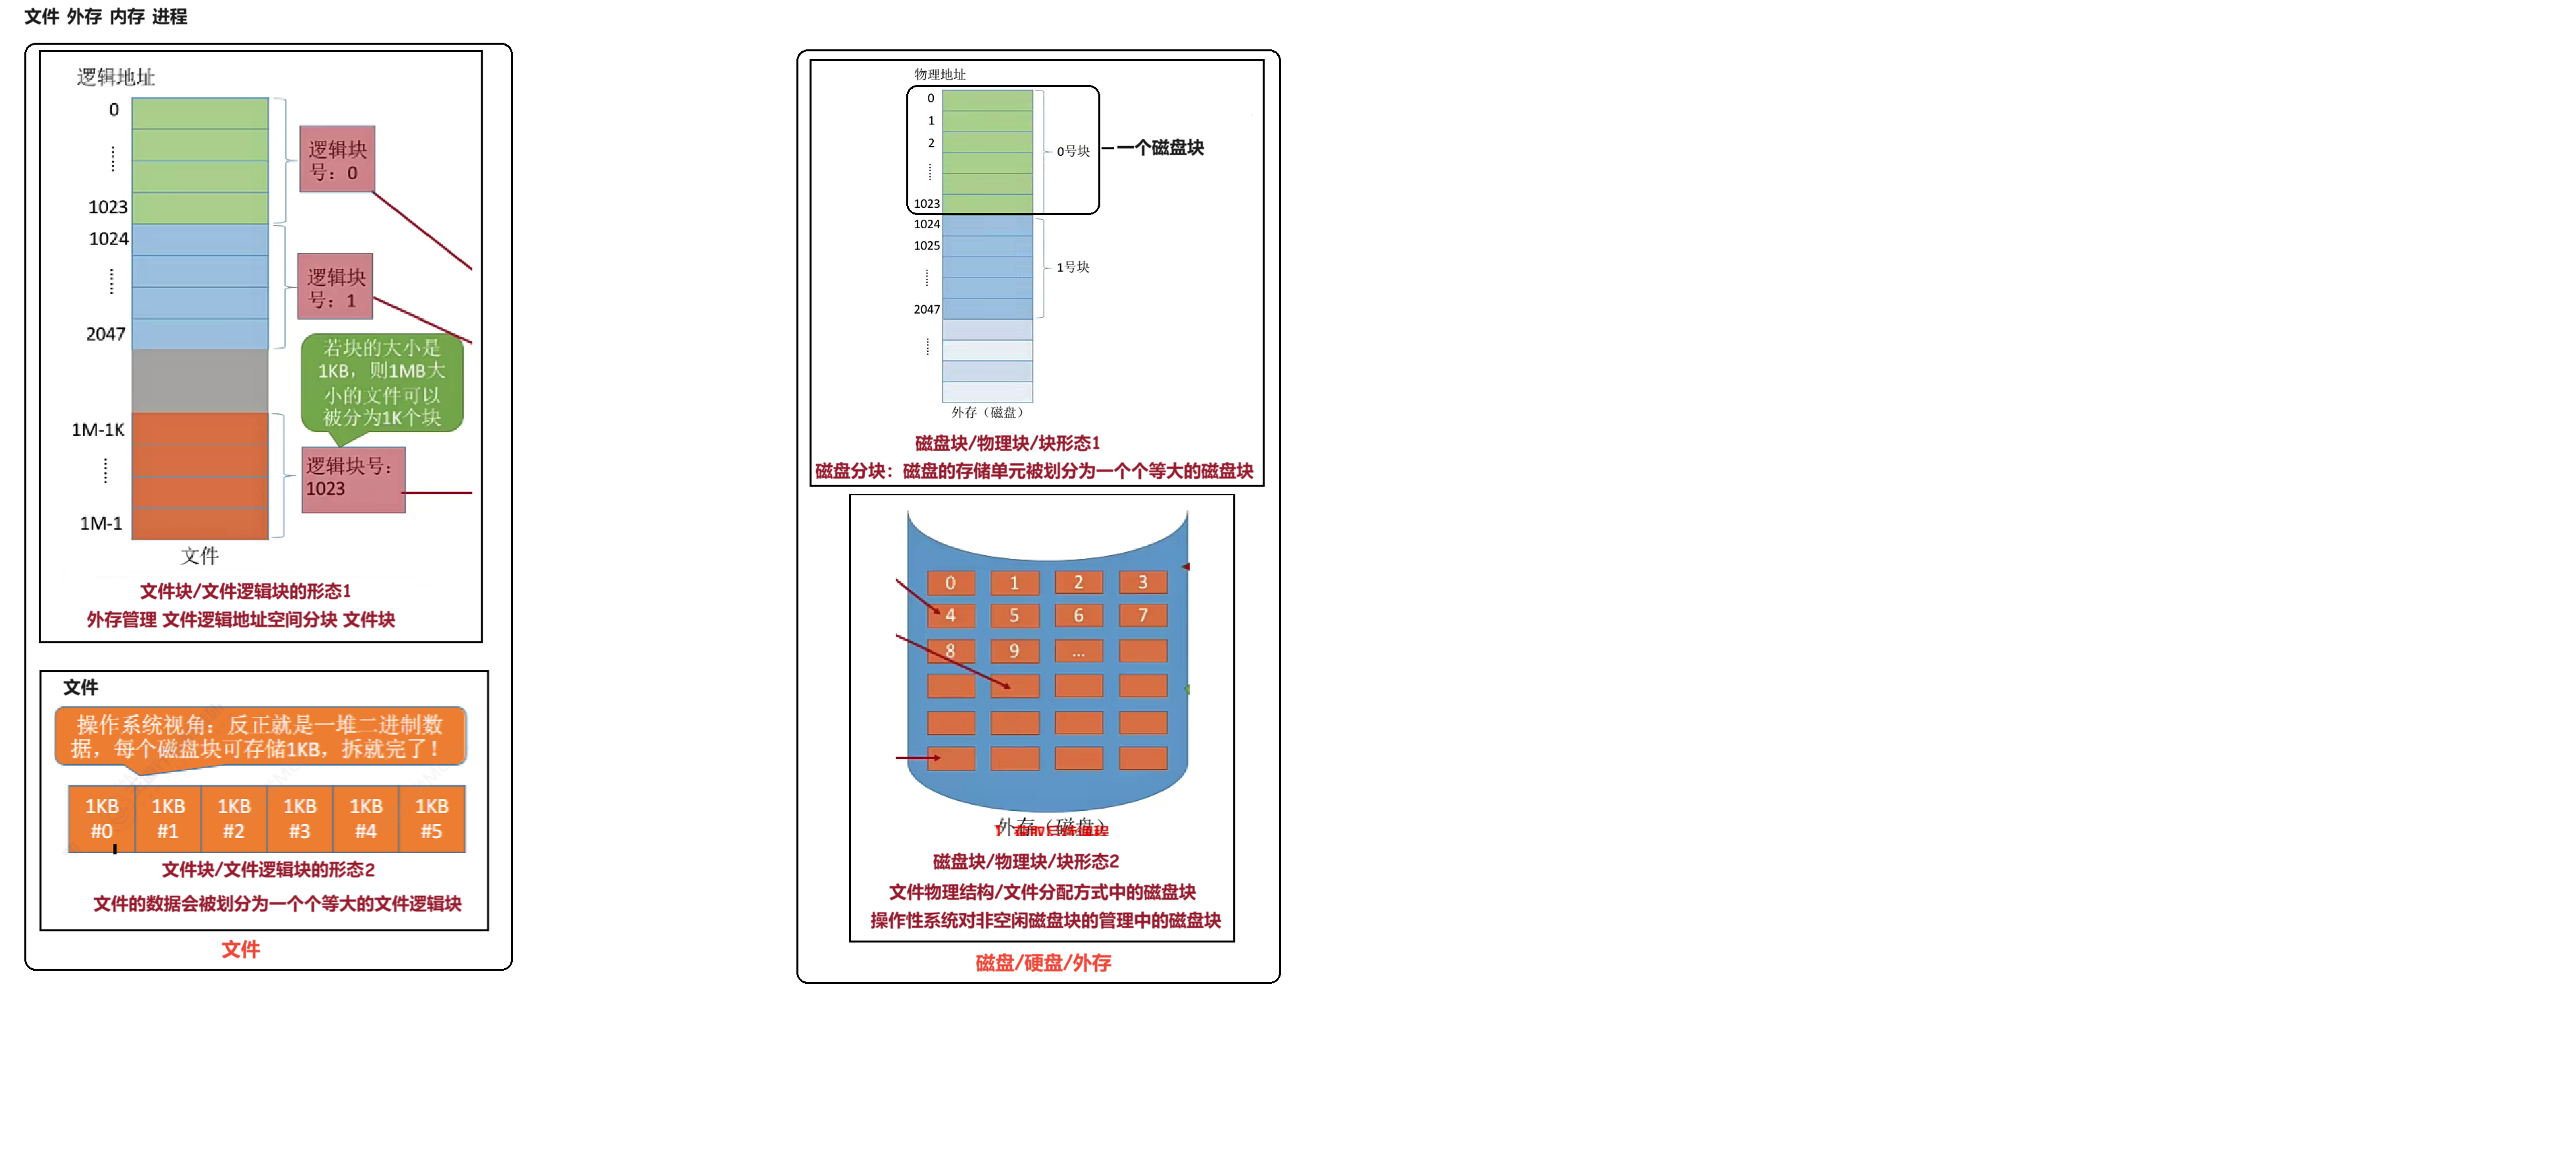 文件 外存 内存 进程
逻辑地址
0
……
1023
1024
……
2047
1M-1K
……
1M-1
逻辑块
号：0
逻辑块
号：1
若块的大小是
1KB，则1MB大
小的文件可以
被分为1K个块
逻辑块号：
1023
文件
文件块/文件逻辑块的形态1
外存管理 文件逻辑地址空间分块 文件块
文件
操作系统视角：反正就是一堆二进制数
据，每个磁盘块可存储1KB，拆就完了！
1KB 1KB 1KB 1KB 1KB 1KB
#0 #1 #2 #3 #4 #5
文件块/文件逻辑块的形态2
文件的数据会被划分为一个个等大的文件逻辑块
文件
物理地址
0
1
2
……
1023
1024
1025
……
2047
……
0号块
一个磁盘块
1号块
外存（磁盘）
磁盘块/物理块/块形态1
磁盘分块：磁盘的存储单元被划分为一个个等大的磁盘块
0 1 2 3
4 5 6 7
8 9 ...
外存（磁盘）
磁盘块/物理块/块形态2
文件物理结构/文件分配方式中的磁盘块
操作性系统对非空闲磁盘块的管理中的磁盘块
磁盘/硬盘/外存